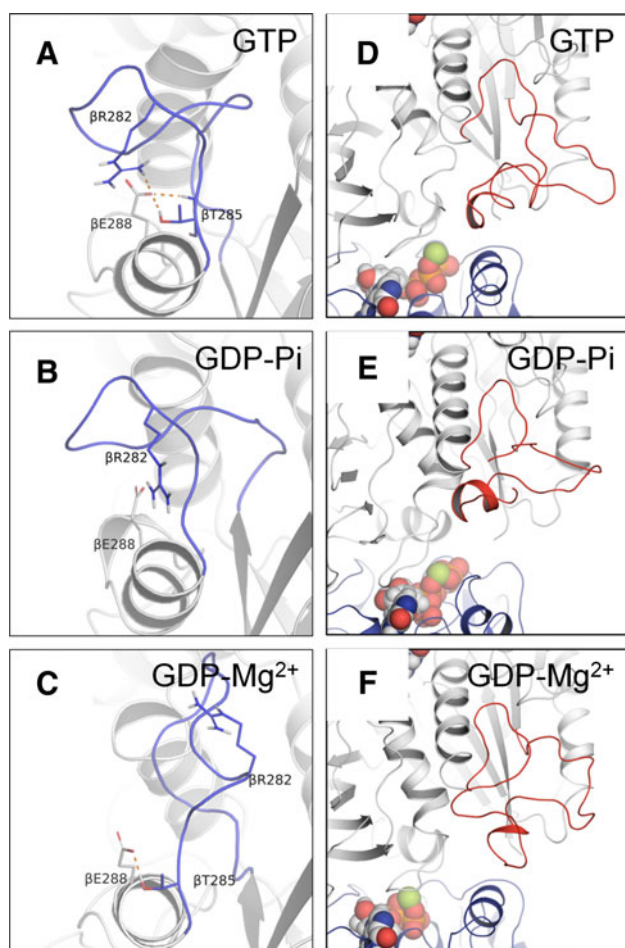 A GTP
βR282
βE288
βT285
D GTP
B GDP-Pi
βR282
βE288
E GDP-Pi
C GDP-Mg²⁺
βR282
βE288
βT285
F GDP-Mg²⁺